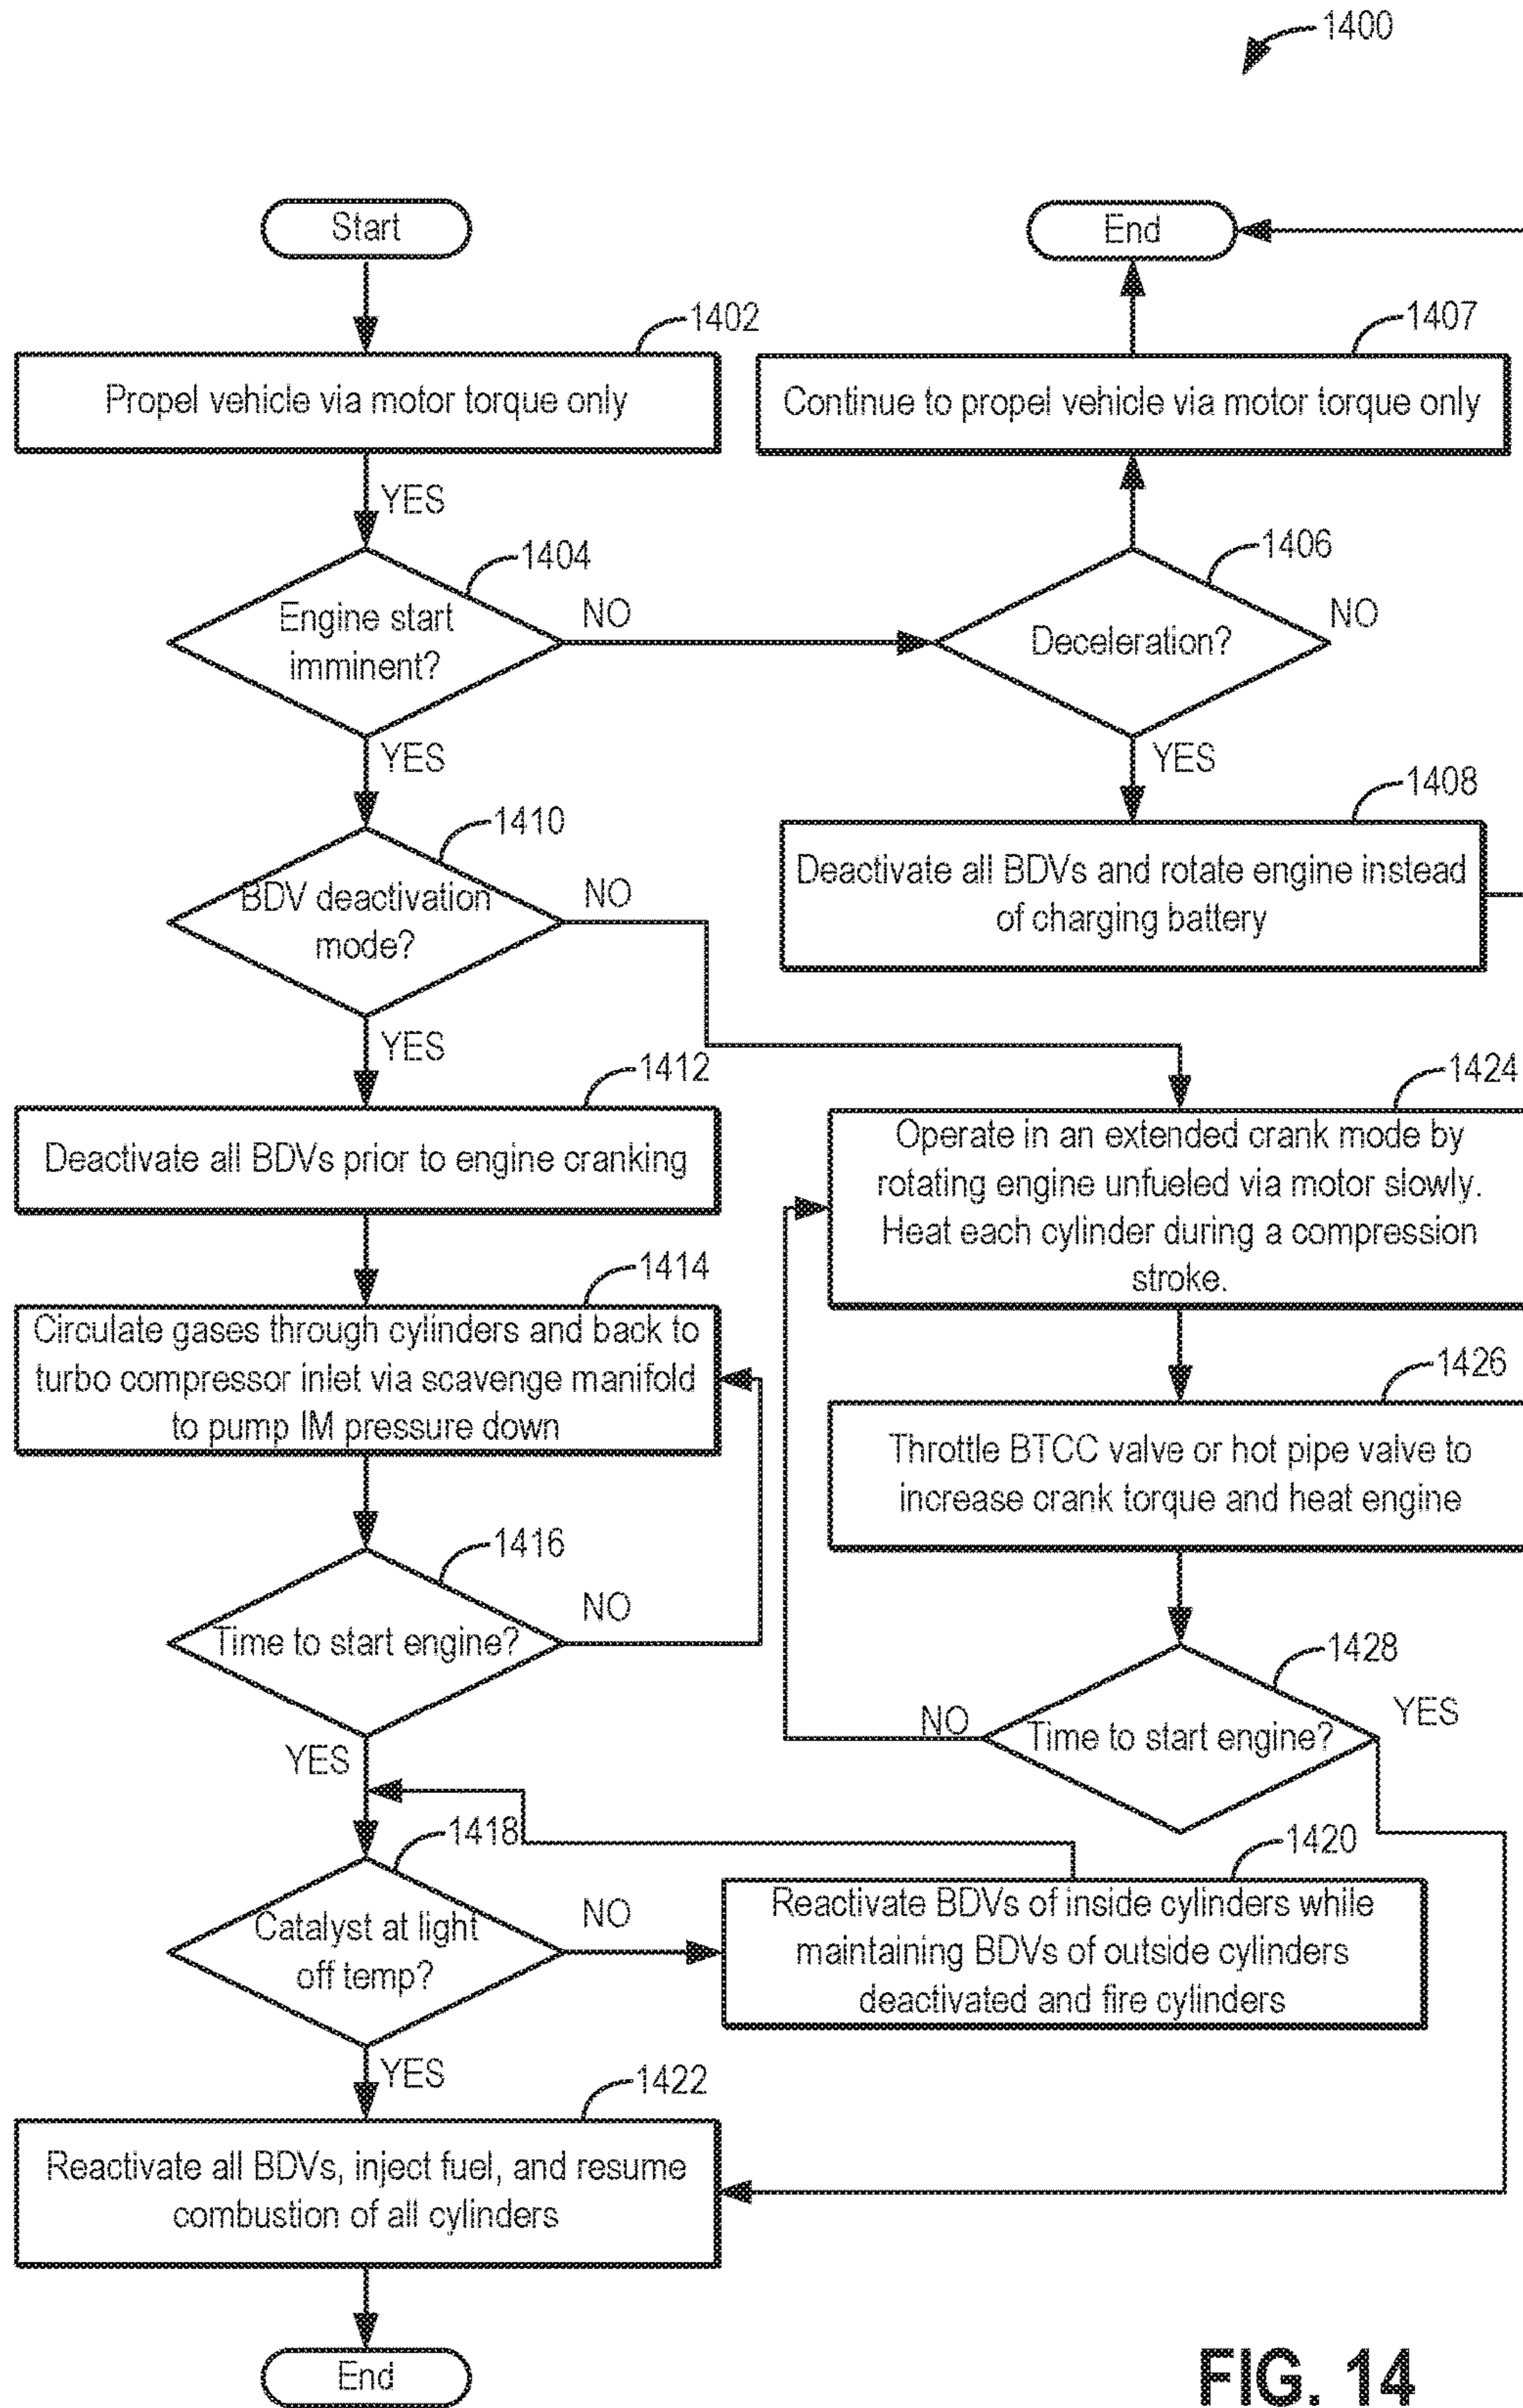 1400
Start
End
1402
Propel vehicle via motor torque only
1407
Continue to propel vehicle via motor torque only
YES
1404
Engine start
imminent?
NO
1406
Deceleration?
NO
YES
YES
1410
BDV deactivation
mode?
NO
1408
Deactivate all BDVs and rotate engine instead
of charging battery
YES
1412
Deactivate all BDVs prior to engine cranking
1424
Operate in an extended crank mode by
rotating engine unfueled via motor slowly.
Heat each cylinder during a compression
stroke.
1414
Circulate gases through cylinders and back to
turbo compressor inlet via scavenge manifold
to pump IM pressure down
1426
Throttle BTCC valve or hot pipe valve to
increase crank torque and heat engine
1416
Time to start engine?
NO
1428
Time to start engine?
NO
YES
YES
1418
Catalyst at light
off temp?
NO
1420
Reactivate BDVs of inside cylinders while
maintaining BDVs of outside cylinders
deactivated and fire cylinders
YES
1422
Reactivate all BDVs, inject fuel, and resume
combustion of all cylinders
End
FIG. 14